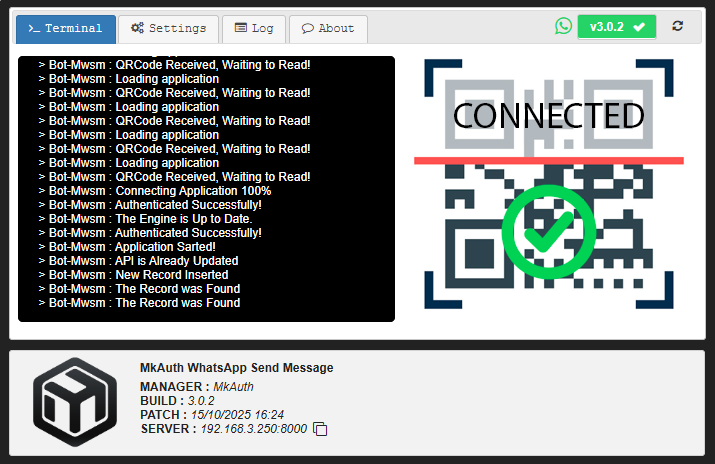 Terminal
Settings
Log
About
v3.0.2
> Bot-Mwsm : QRCode Received, Waiting to Read!
> Bot-Mwsm : Loading application
> Bot-Mwsm : QRCode Received, Waiting to Read!
> Bot-Mwsm : Loading application
> Bot-Mwsm : QRCode Received, Waiting to Read!
> Bot-Mwsm : Loading application
> Bot-Mwsm : QRCode Received, Waiting to Read!
> Bot-Mwsm : Loading application
> Bot-Mwsm : QRCode Received, Waiting to Read!
> Bot-Mwsm : Connecting Application 100%
> Bot-Mwsm : Authenticated Successfully!
> Bot-Mwsm : The Engine is Up to Date.
> Bot-Mwsm : Authenticated Successfully!
> Bot-Mwsm : Application Sarted!
> Bot-Mwsm : API is Already Updated
> Bot-Mwsm : New Record Inserted
> Bot-Mwsm : The Record was Found
> Bot-Mwsm : The Record was Found
CONNECTED
MkAuth WhatsApp Send Message
MANAGER : MkAuth
BUILD : 3.0.2
PATCH : 15/10/2025 16:24
SERVER : 192.168.3.250:8000